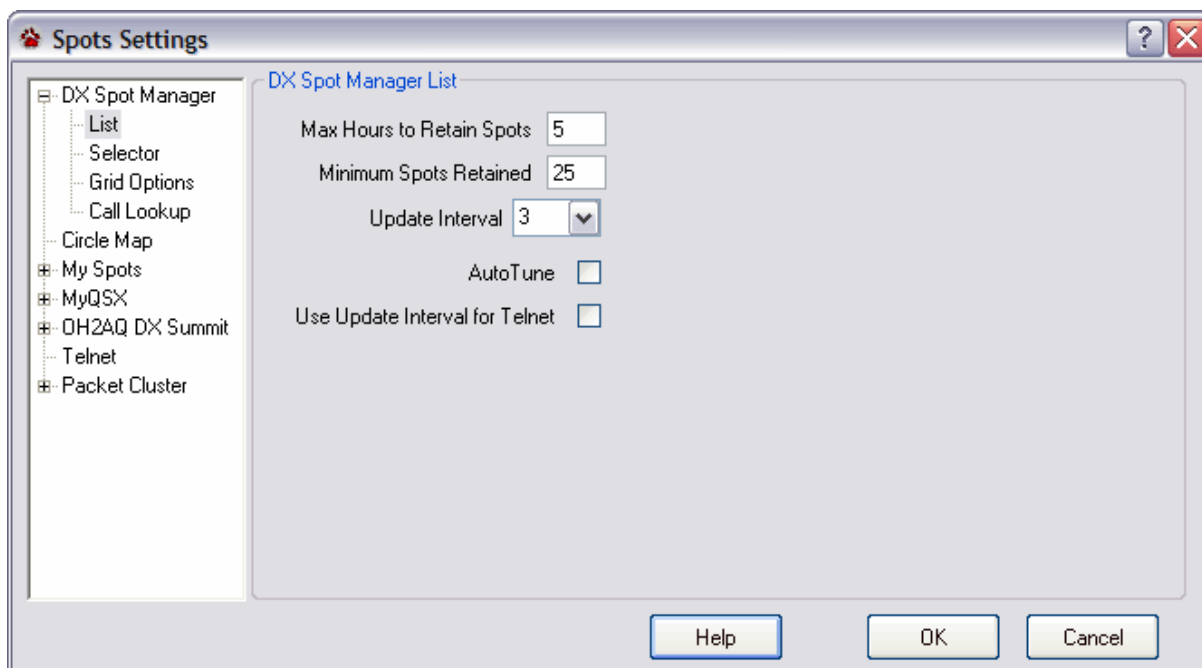 Spots Settings
DX Spot Manager
List
Selector
Grid Options
Call Lookup
Circle Map
My Spots
MyQSX
OH2AQ DX Summit
Telnet
Packet Cluster
DX Spot Manager List
Max Hours to Retain Spots 5
Minimum Spots Retained 25
Update Interval 3
AutoTune
Use Update Interval for Telnet
Help OK Cancel